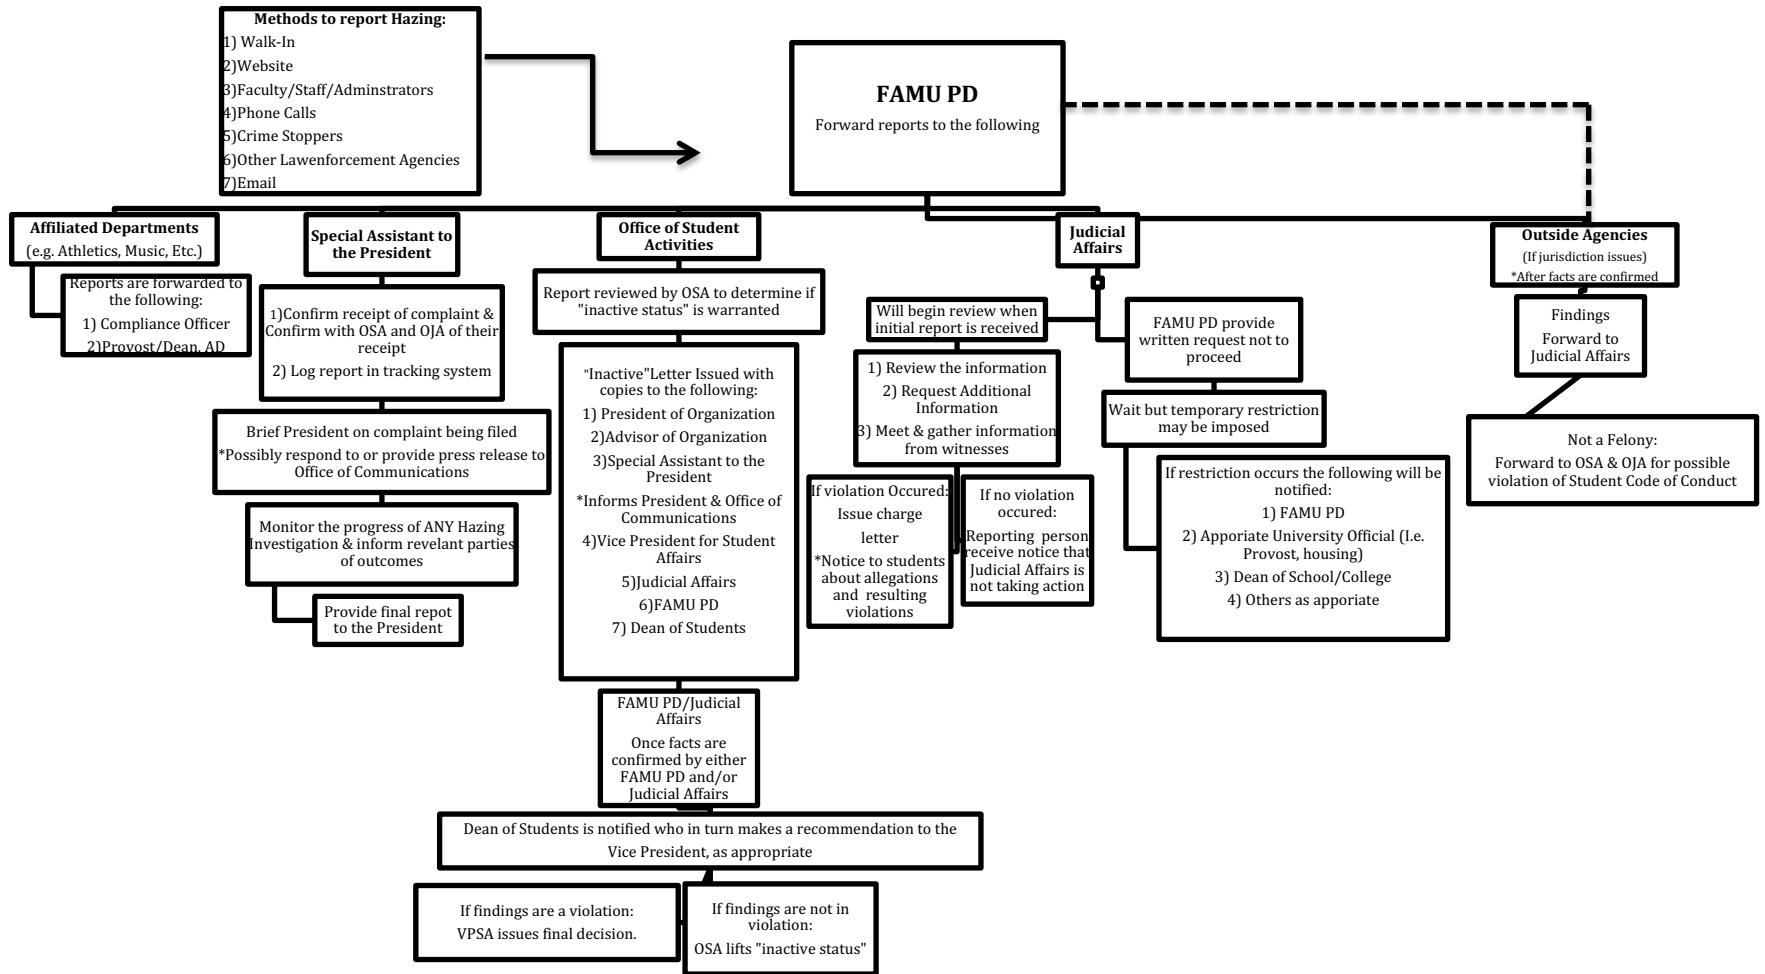 Methods to report Hazing:
1) Walk-In
2)Website
3)Faculty/Staff/Adminstrators
4)Phone Calls
5)Crime Stoppers
6)Other Lawenforcement Agencies
7)Email
FAMU PD
Forward reports to the following
Affiliated Departments
(e.g. Athletics, Music, Etc.)
Reports are forwarded to
the following:
1) Compliance Officer
2)Provost/Dean, AD
Special Assistant to
the President
1)Confirm receipt of complaint &
Confirm with OSA and OJA of their
receipt
2) Log report in tracking system
Brief President on complaint being filed
*Possibly respond to or provide press release to
Office of Communications
Monitor the progress of ANY Hazing
Investigation & inform revelant parties
of outcomes
Provide final repot
to the President
Office of Student
Activities
Report reviewed by OSA to determine if
"inactive status" is warranted
"Inactive"Letter Issued with
copies to the following:
1) President of Organization
2)Advisor of Organization
3)Special Assistant to the
President
*Informs President & Office of
Communications
4)Vice President for Student
Affairs
5)Judicial Affairs
6)FAMU PD
7) Dean of Students
FAMU PD/Judicial
Affairs
Once facts are
confirmed by either
FAMU PD and/or
Judicial Affairs
Dean of Students is notified who in turn makes a recommendation to the
Vice President, as appropriate
If findings are a violation:
VPSA issues final decision.
If findings are not in
violation:
OSA lifts "inactive status"
Judicial
Affairs
Will begin review when
initial report is received
1) Review the information
2) Request Additional
Information
3) Meet & gather information
from witnesses
If violation Occured:
Issue charge
letter
*Notice to students
about allegations
and resulting
violations
If no violation
occured:
Reporting person
receive notice that
Judicial Affairs is
not taking action
FAMU PD provide
written request not to
proceed
Wait but temporary restriction
may be imposed
If restriction occurs the following will be
notified:
1) FAMU PD
2) Apporiate University Official (I.e.
Provost, housing)
3) Dean of School/College
4) Others as apporiate
Outside Agencies
(If jurisdiction issues)
*After facts are confirmed
Findings
Forward to
Judicial Affairs
Not a Felony:
Forward to OSA & OJA for possible
violation of Student Code of Conduct